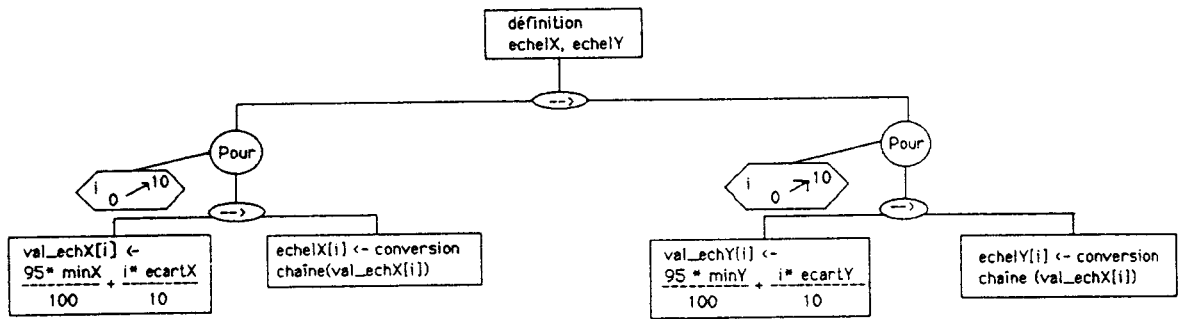 définition
echelX, echelY
-->
Pour
i 0 10
-->
val_echX[i] <-
95* minX + i* ecartX
100 10
echelX[i] <- conversion
chaîne(val_echX[i])
Pour
i 0 10
-->
val_echY[i] <-
95* minY + i* ecartY
100 10
echelY[i] <- conversion
chaine (val_echX[i])